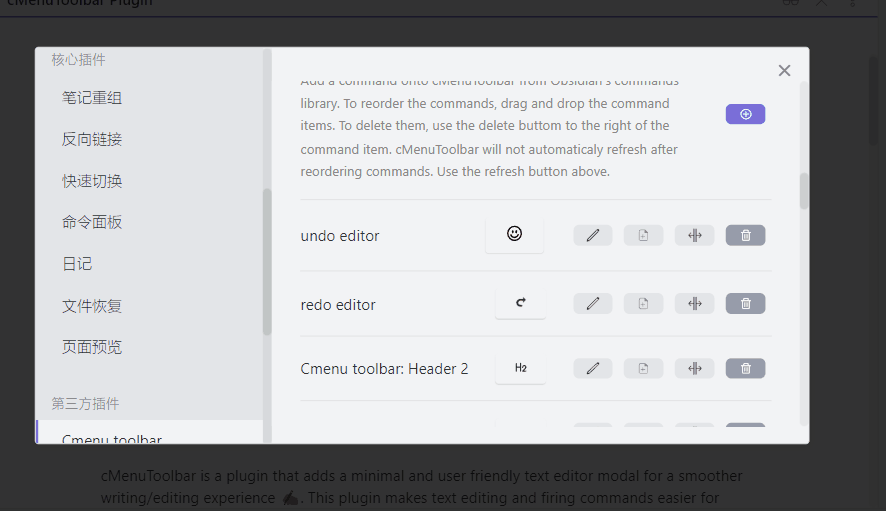 cMenuToolbar Plugin
核心插件
笔记重组
反向链接
快速切换
命令面板
日记
文件恢复
页面预览
第三方插件
Cmenu toolbar
Add a command onto cMenuToolbar from Obsidian's commands
library. To reorder the commands, drag and drop the command
items. To delete them, use the delete buttom to the right of the
command item. cMenuToolbar will not automaticaly refresh after
reordering commands. Use the refresh button above.
undo editor
redo editor
Cmenu toolbar: Header 2
H2
cMenuToolbar is a plugin that adds a minimal and user friendly text editor modal for a smoother
writing/editing experience ✍. This plugin makes text editing and firing commands easier for